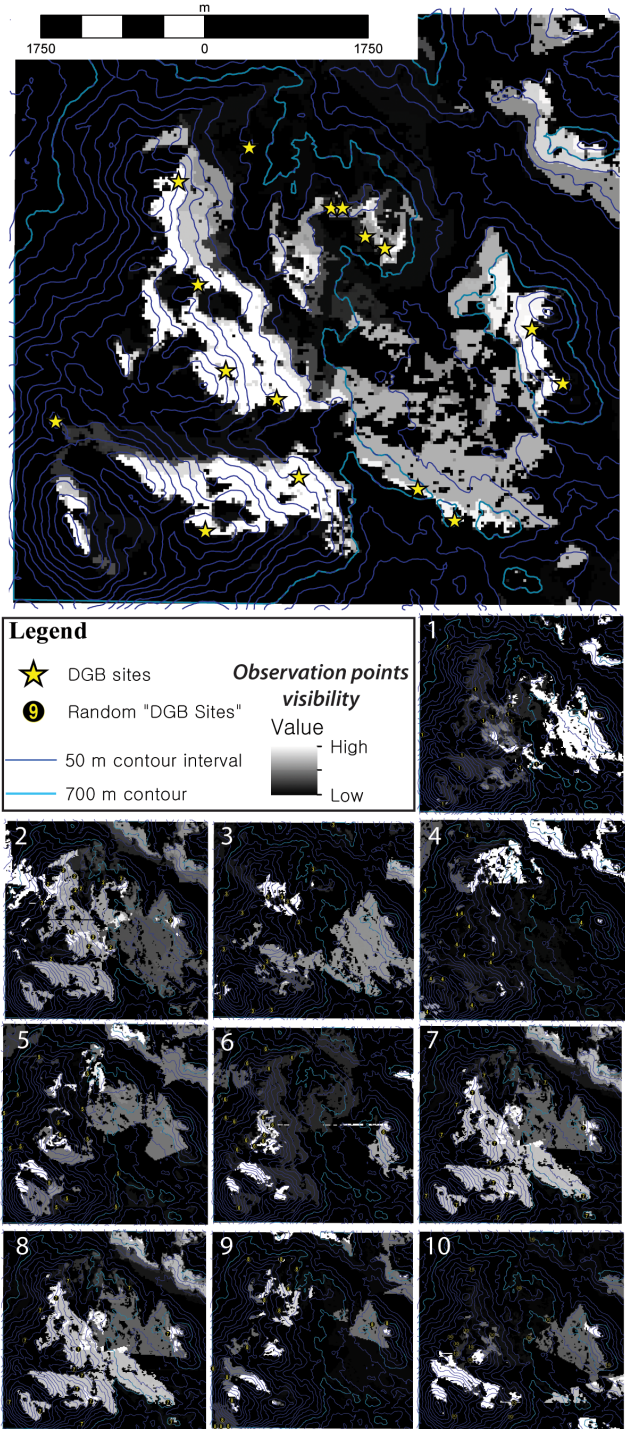 m
1750 0 1750
Legend
DGB sites
9 Random "DGB Sites"
50 m contour interval
700 m contour
Observation points
visibility
Value
High
Low
1
2 3 4
5 6 7
8 9 10